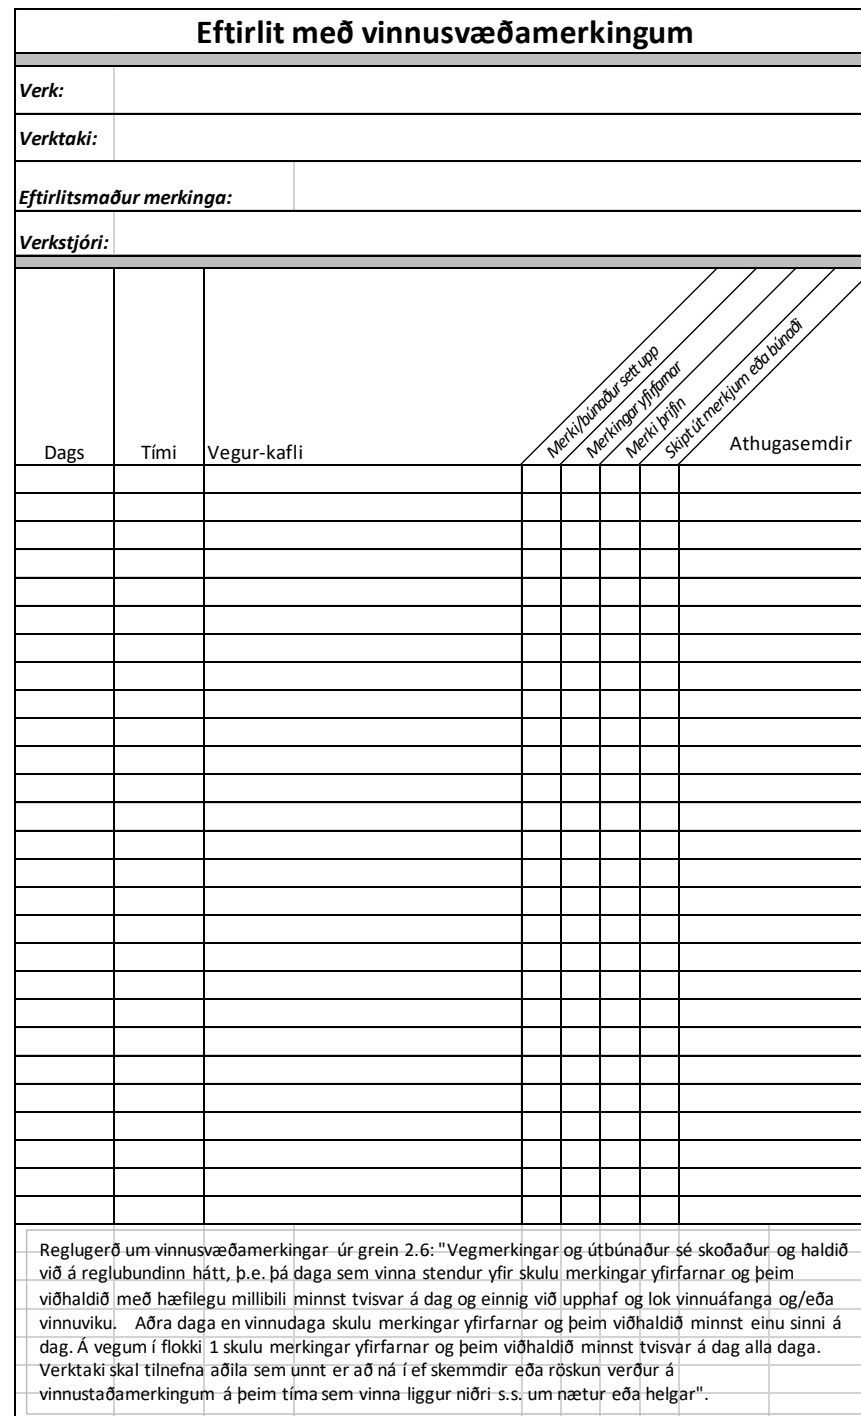 Eftirlit með vinnusvæðamerkingum
Verk:
Verktaki:
Eftirlitsmaður merkinga:
Verkstjóri:
Dags
Tími
Vegur-kafli
Merki/búnaður sett upp
Merkingar yfirfarnar
Merki þrifin
Skipt út merkjum eða búnaði
Athugasemdir
Reglugerð um vinnusvæðamerkingar úr grein 2.6: "Vegmerkingar og útbúnaður sé skoðaður og haldið
við á reglubundinn hátt, þ.e. þá daga sem vinna stendur yfir skulu merkingar yfirfarnar og þeim
viðhaldið með hæfilegu millibili minnst tvisvar á dag og einnig við upphaf og lok vinnuáfanga og/eða
vinnuviku. Aðra daga en vinnudaga skulu merkingar yfirfarnar og þeim viðhaldið minnst einu sinni á
dag. Á vegum í flokki 1 skulu merkingar yfirfarnar og þeim viðhaldið minnst tvisvar á dag alla daga.
Verktaki skal tilnefna aðila sem unnt er að ná í ef skemmdir eða röskun verður á
vinnustaðamerkingum á þeim tíma sem vinna liggur niðri s.s. um nætur eða helgar".